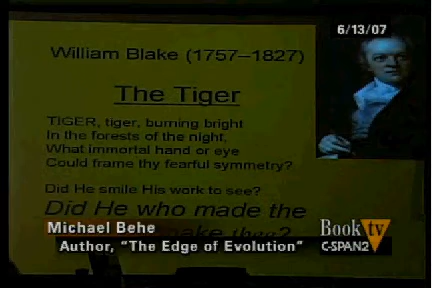 6/13/07
William Blake (1757–1827)
The Tiger
TIGER, tiger, burning bright
In the forests of the night,
What immortal hand or eye
Could frame thy fearful symmetry?
Did He smile His work to see?
Did He who made the
make thee?
Michael Behe
Author, "The Edge of Evolution"
Book tv
C-SPAN2